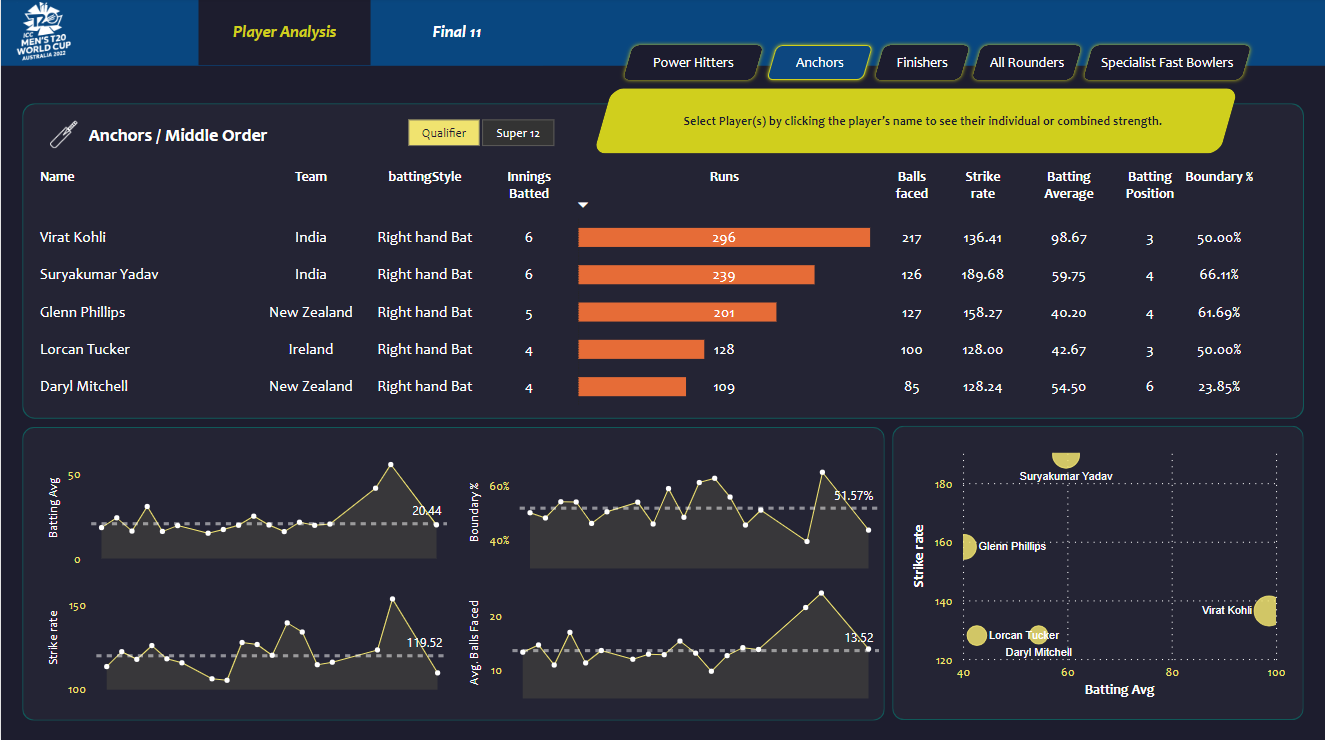 T20
ICC
MEN'S T20
WORLD CUP
AUSTRALIA 2022
Player Analysis
Final 11
Power Hitters
Anchors
Finishers
All Rounders
Specialist Fast Bowlers
Select Player(s) by clicking the player's name to see their individual or combined strength.
Anchors / Middle Order
Qualifier
Super 12
Name Team battingStyle Innings Batted Runs Balls faced Strike rate Batting Average Batting Position Boundary %
Virat Kohli India Right hand Bat 6 296 217 136.41 98.67 3 50.00%
Suryakumar Yadav India Right hand Bat 6 239 126 189.68 59.75 4 66.11%
Glenn Phillips New Zealand Right hand Bat 5 201 127 158.27 40.20 4 61.69%
Lorcan Tucker Ireland Right hand Bat 4 128 100 128.00 42.67 3 50.00%
Daryl Mitchell New Zealand Right hand Bat 4 109 85 128.24 54.50 6 23.85%
Batting Avg
50
0
20.44
Boundary %
60%
40%
51.57%
Strike rate
150
100
119.52
Avg. Balls Faced
20
10
13.52
Strike rate
180
160
140
120
Suryakumar Yadav
Glenn Phillips
Virat Kohli
Lorcan Tucker
Daryl Mitchell
40 60 80 100
Batting Avg